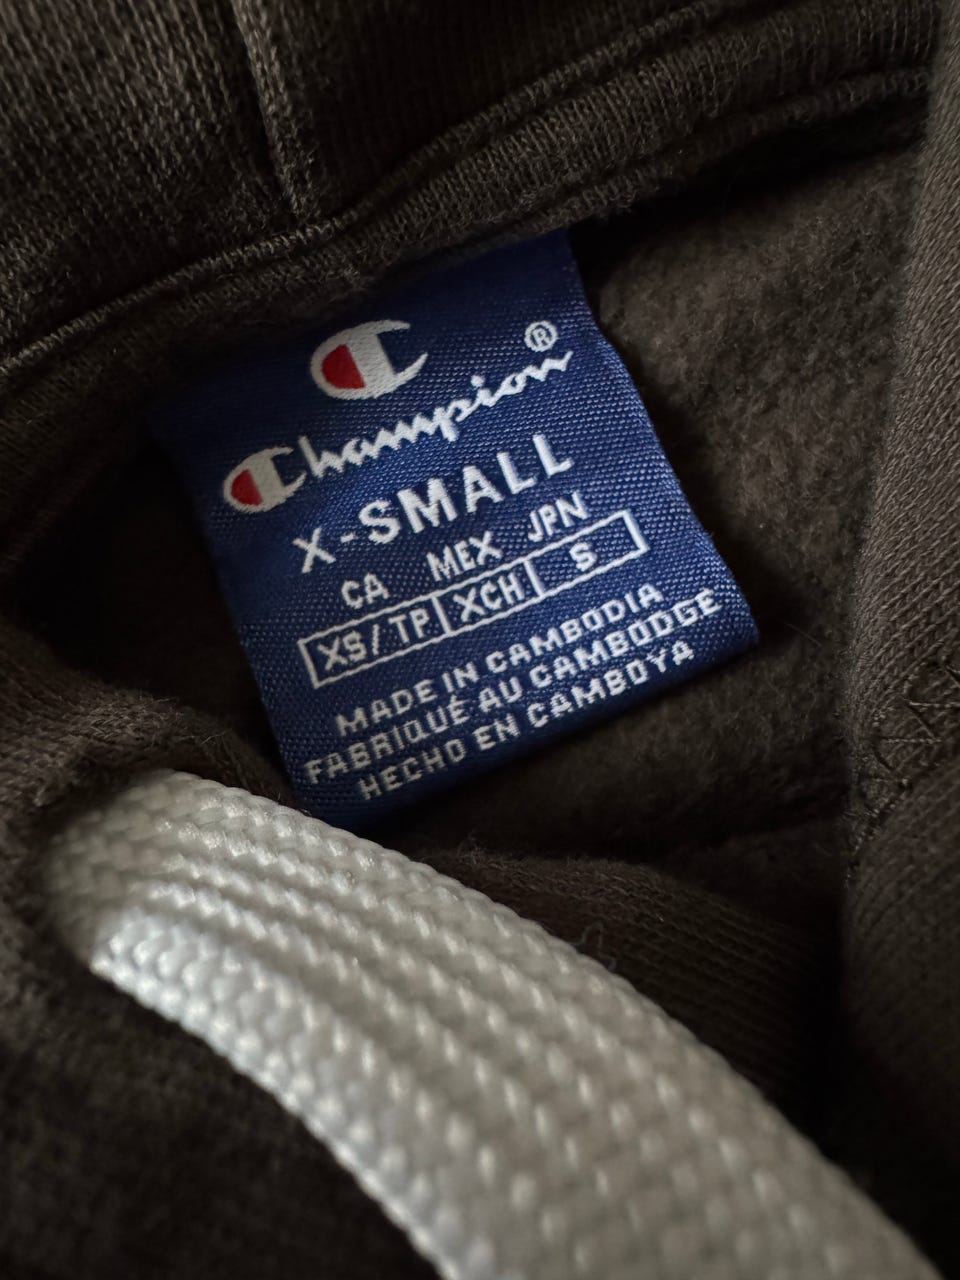 Champion®
X-SMALL
CA MEX JPN
XS/TP XCH S
MADE IN CAMBODIA
FABRIQUÉ AU CAMBODGE
HECHO EN CAMBOYA